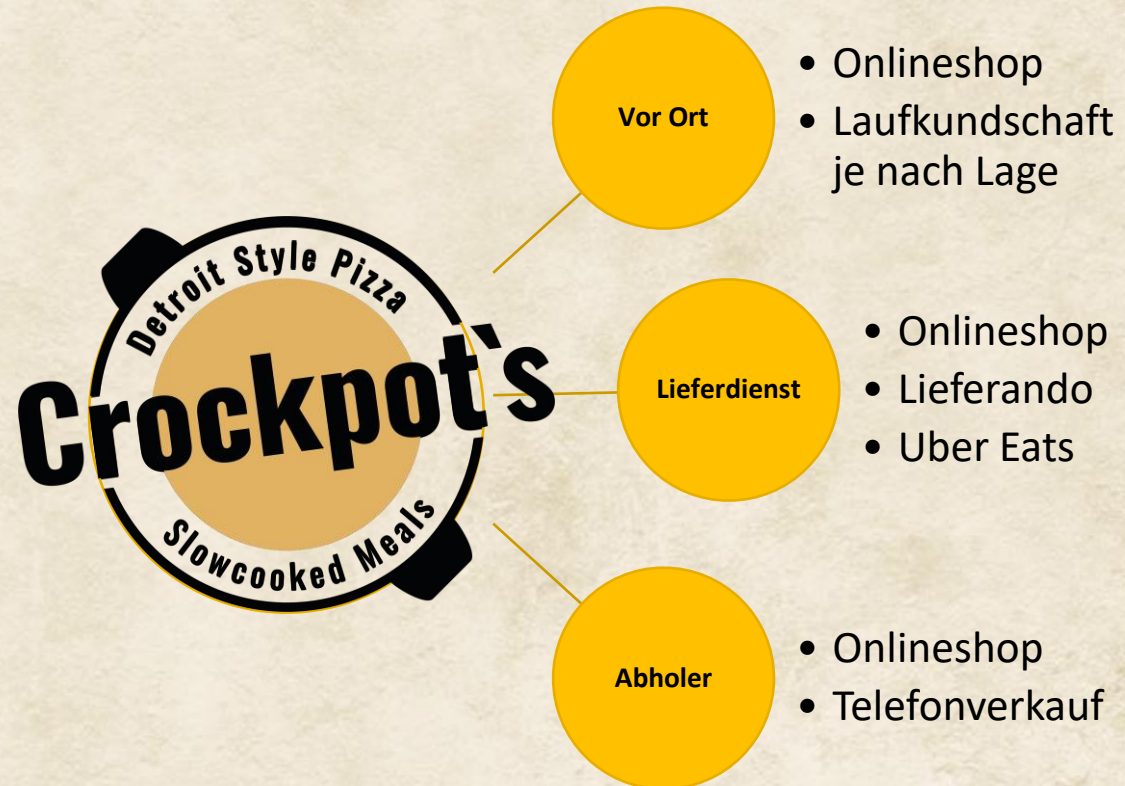 Detroit Style Pizza
Crockpot`s
Slowcooked Meals
Vor Ort
• Onlineshop
• Laufkundschaft
je nach Lage
Lieferdienst
• Onlineshop
• Lieferando
• Uber Eats
Abholer
• Onlineshop
• Telefonverkauf